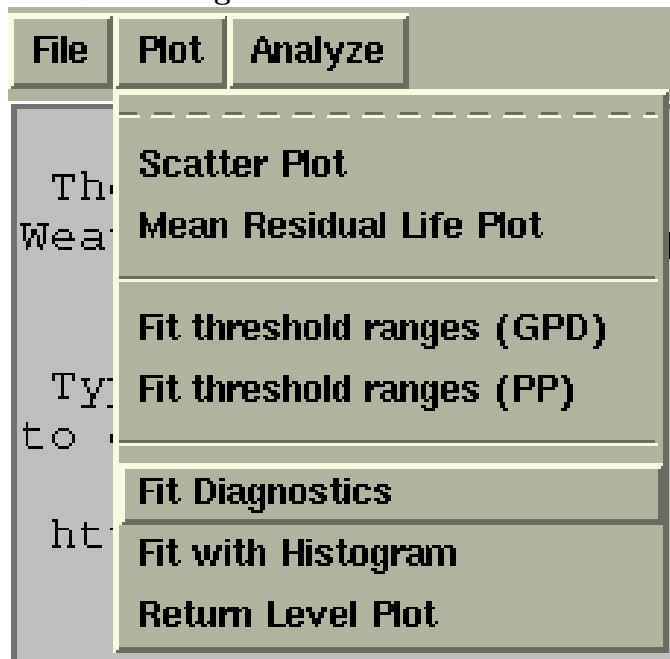 File Plot Analyze
Scatter Plot
Mean Residual Life Plot
Fit threshold ranges (GPD)
Fit threshold ranges (PP)
to
Fit Diagnostics
Fit with Histogram
Return Level Plot